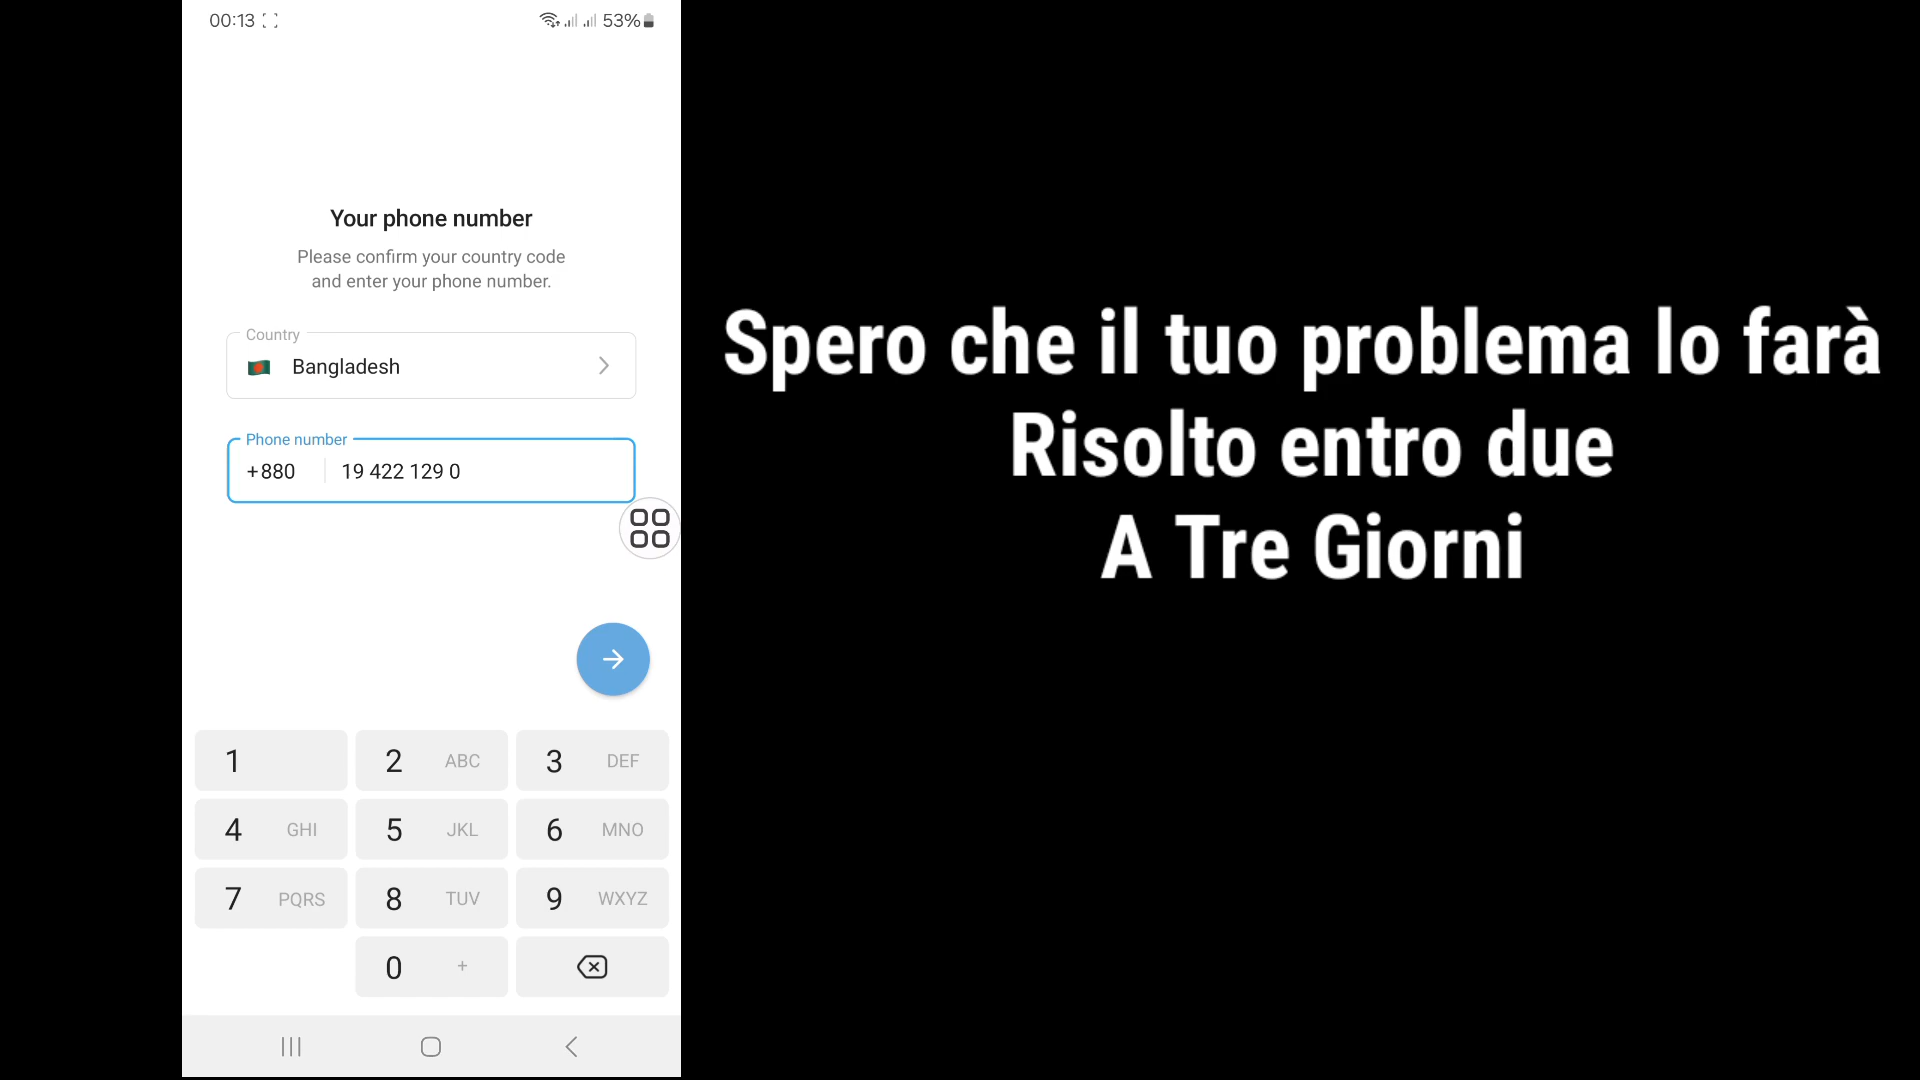 00:13
53%
Your phone number
Please confirm your country code
and enter your phone number.
Country
Bangladesh
Phone number
+880 19 422 129 0
1
2 ABC
3 DEF
4 GHI
5 JKL
6 MNO
7 PQRS
8 TUV
9 WXYZ
0 +
Spero che il tuo problema lo farà
Risolto entro due
A Tre Giorni